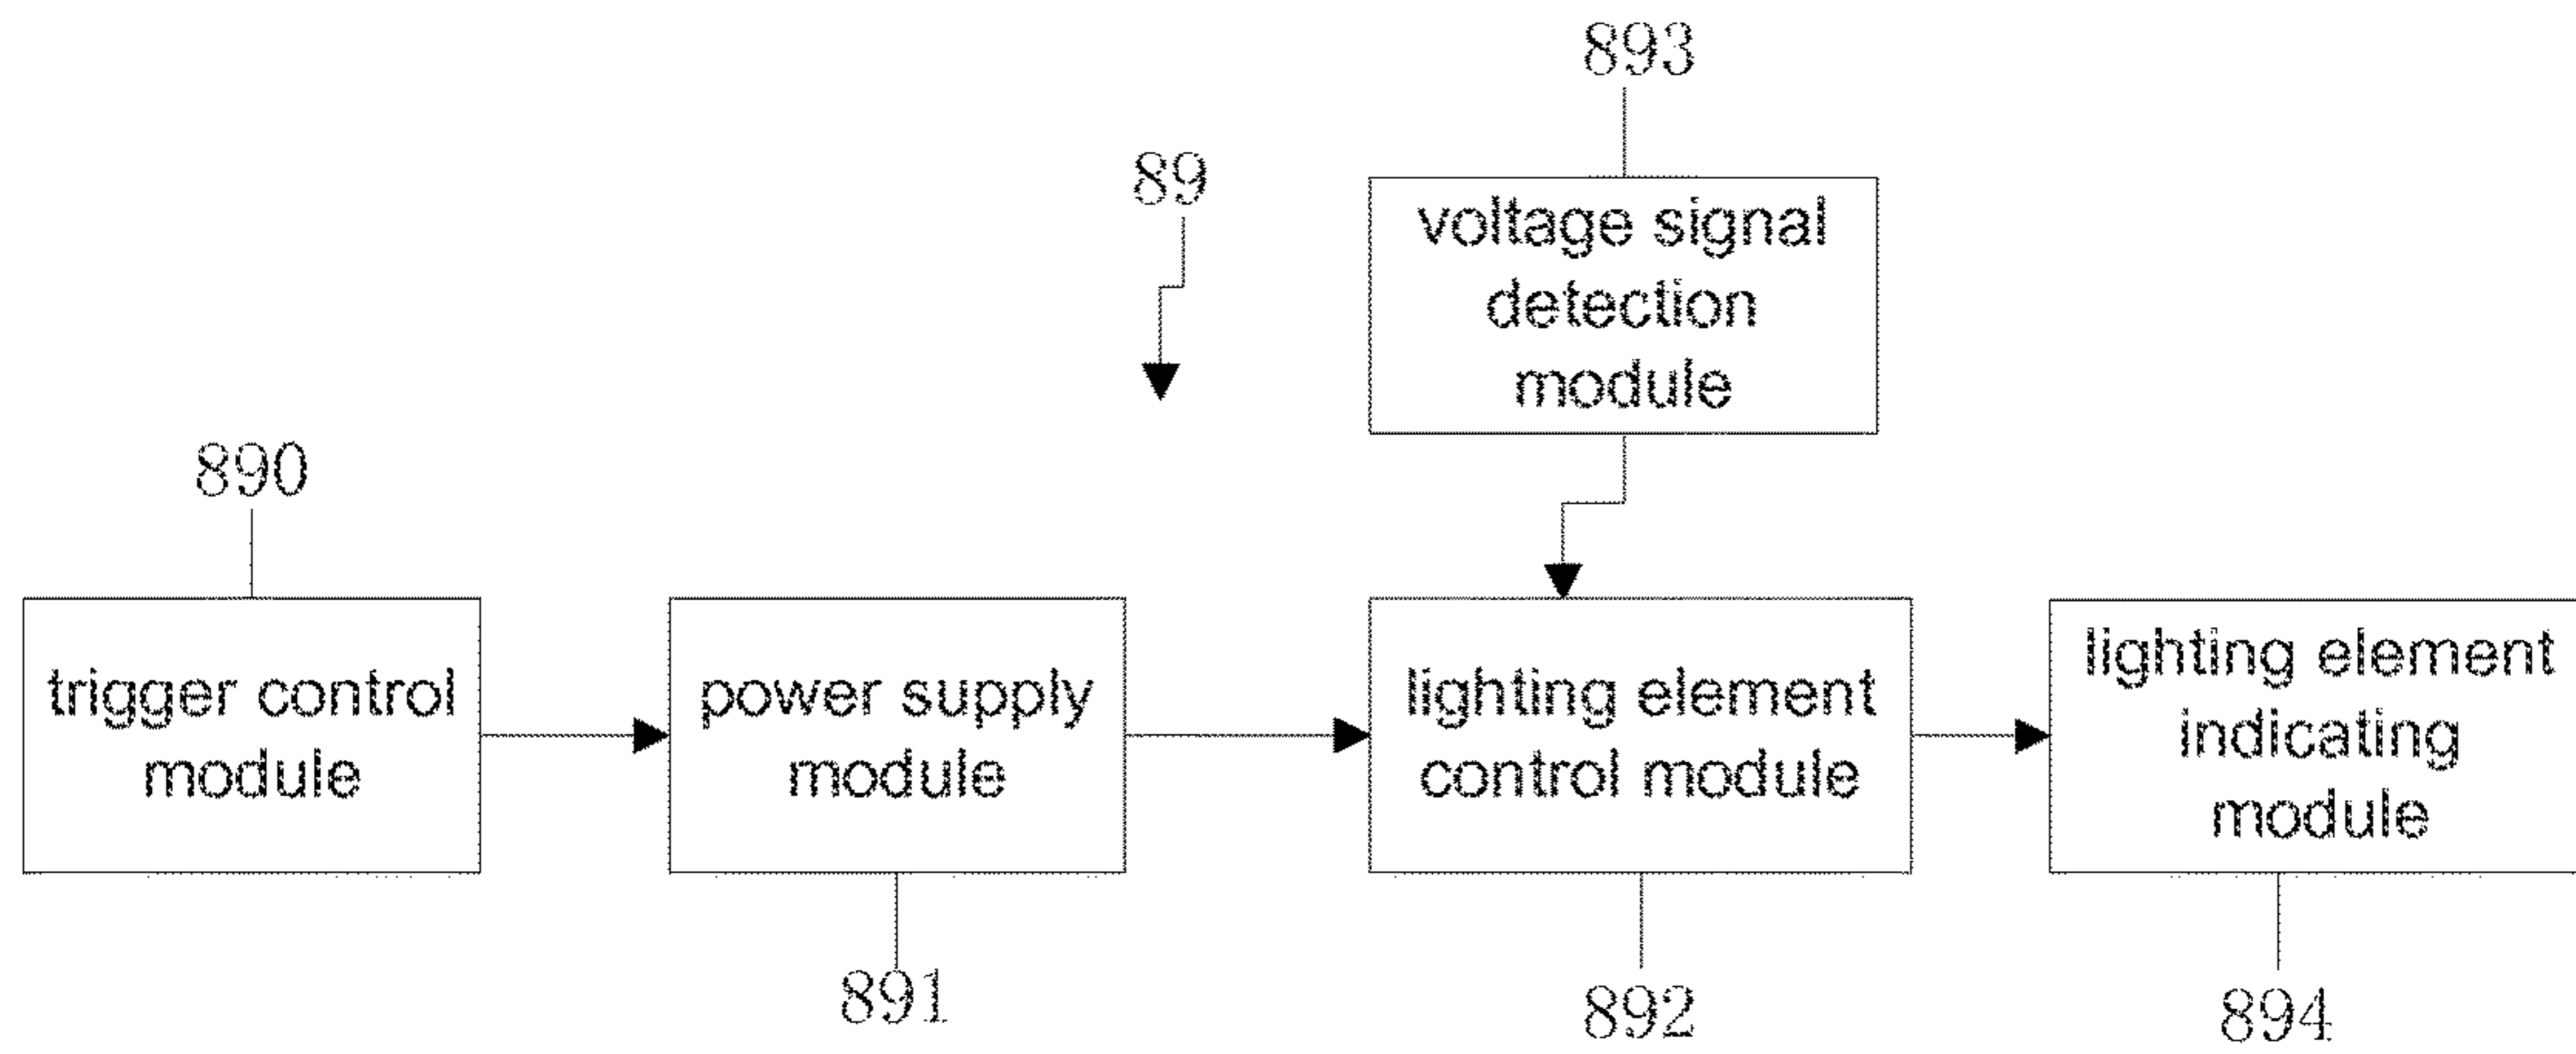 893
89
voltage signal
detection
module
890
trigger control
module
power supply
module
lighting element
control module
lighting element
indicating
module
891
892
894